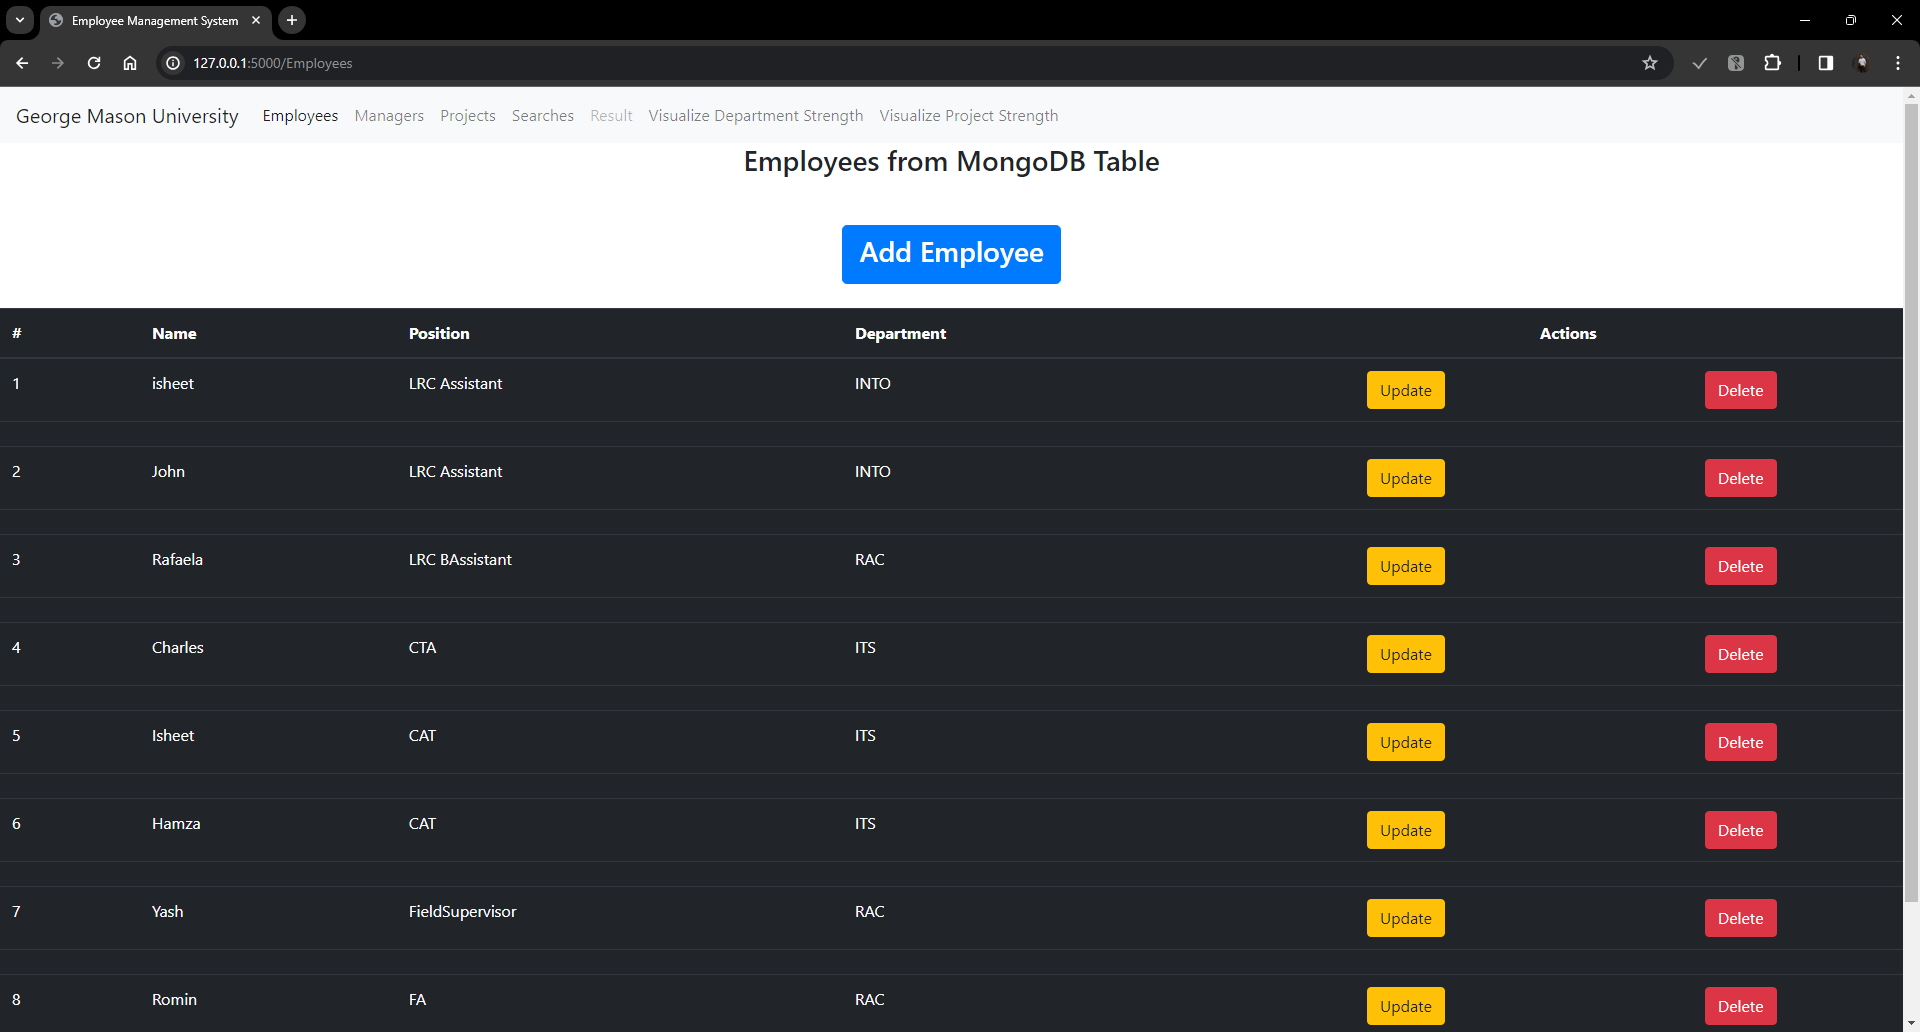 Employee Management System
127.0.0.1:5000/Employees
George Mason University Employees Managers Projects Searches Result Visualize Department Strength Visualize Project Strength
Employees from MongoDB Table
Add Employee
# Name Position Department Actions
1 isheet LRC Assistant INTO Update Delete
2 John LRC Assistant INTO Update Delete
3 Rafaela LRC BAssistant RAC Update Delete
4 Charles CTA ITS Update Delete
5 Isheet CAT ITS Update Delete
6 Hamza CAT ITS Update Delete
7 Yash FieldSupervisor RAC Update Delete
8 Romin FA RAC Update Delete